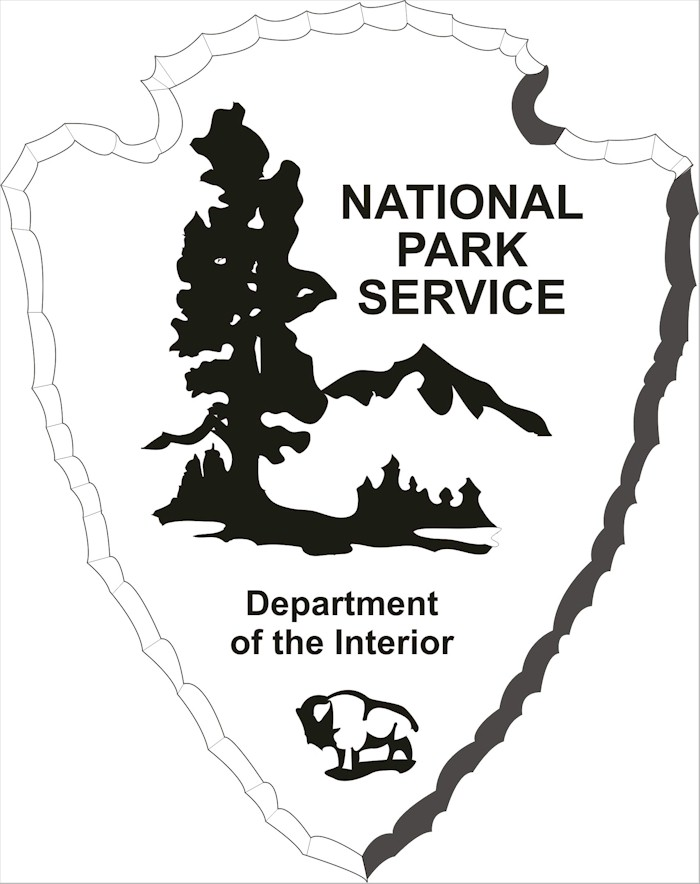 NATIONAL
PARK
SERVICE
Department
of the Interior